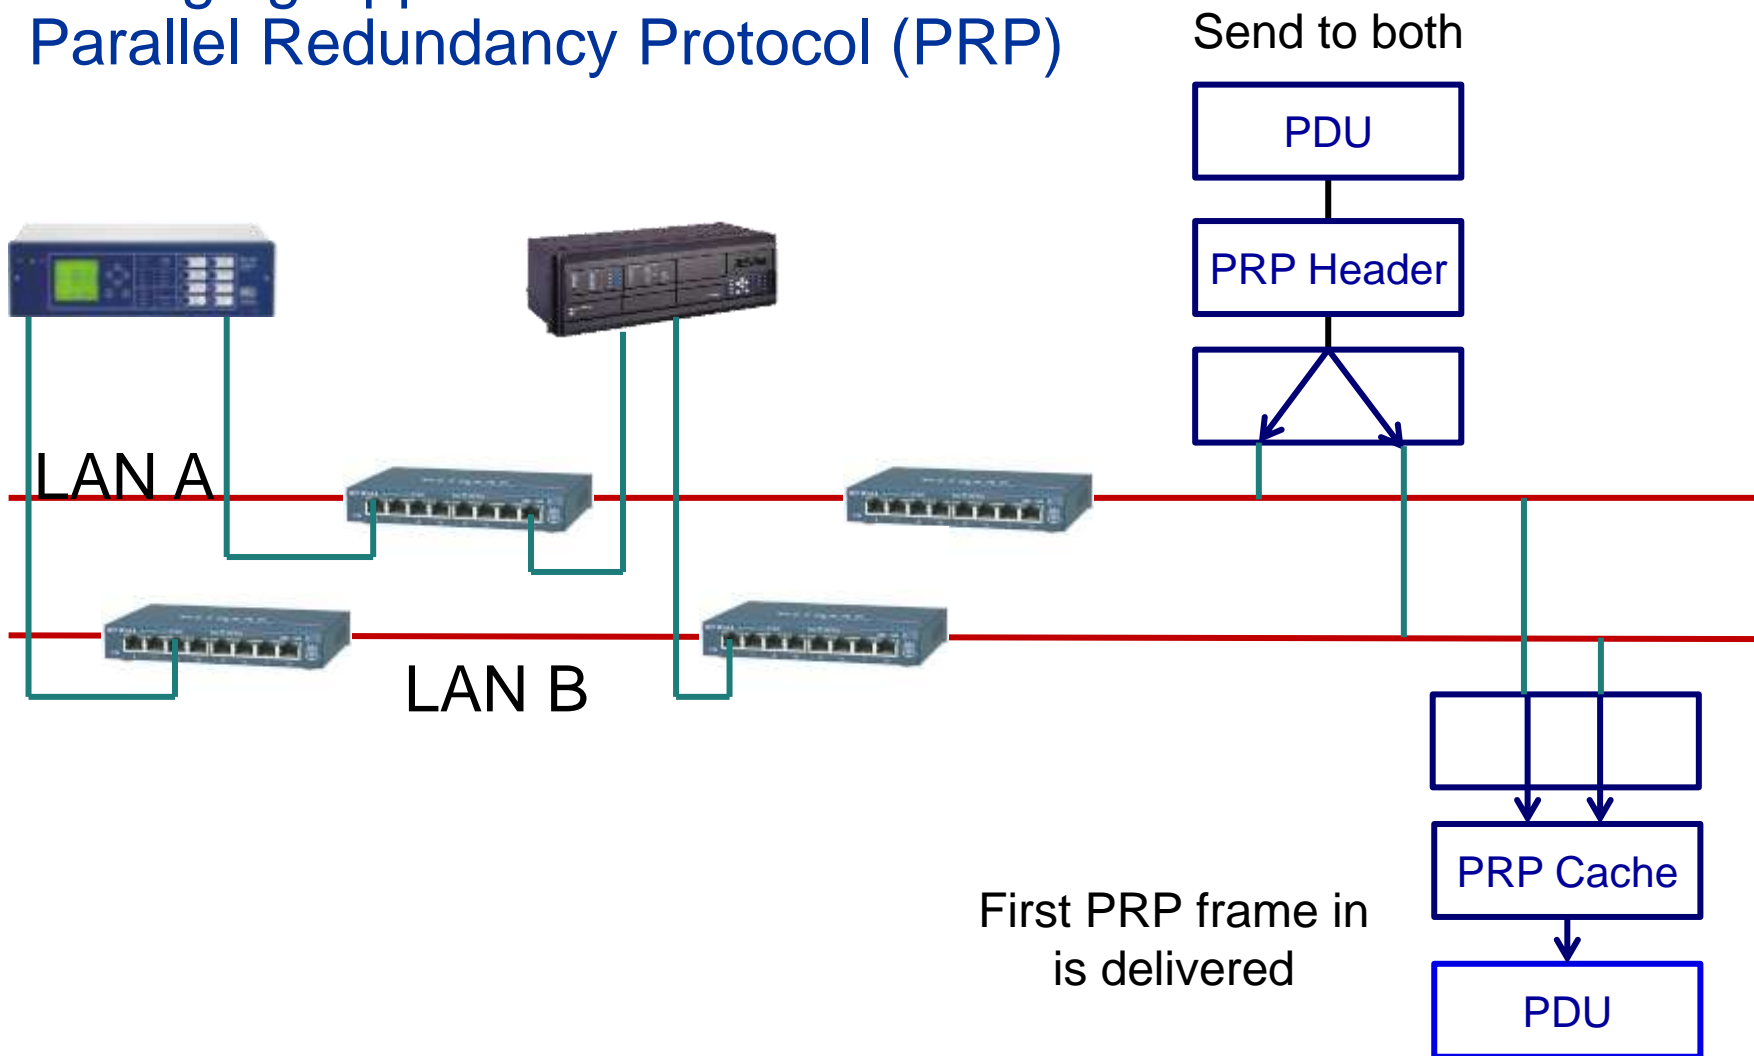 Parallel Redundancy Protocol (PRP)
Send to both
PDU
PRP Header
LAN A
LAN B
PRP Cache
First PRP frame in
is delivered
PDU